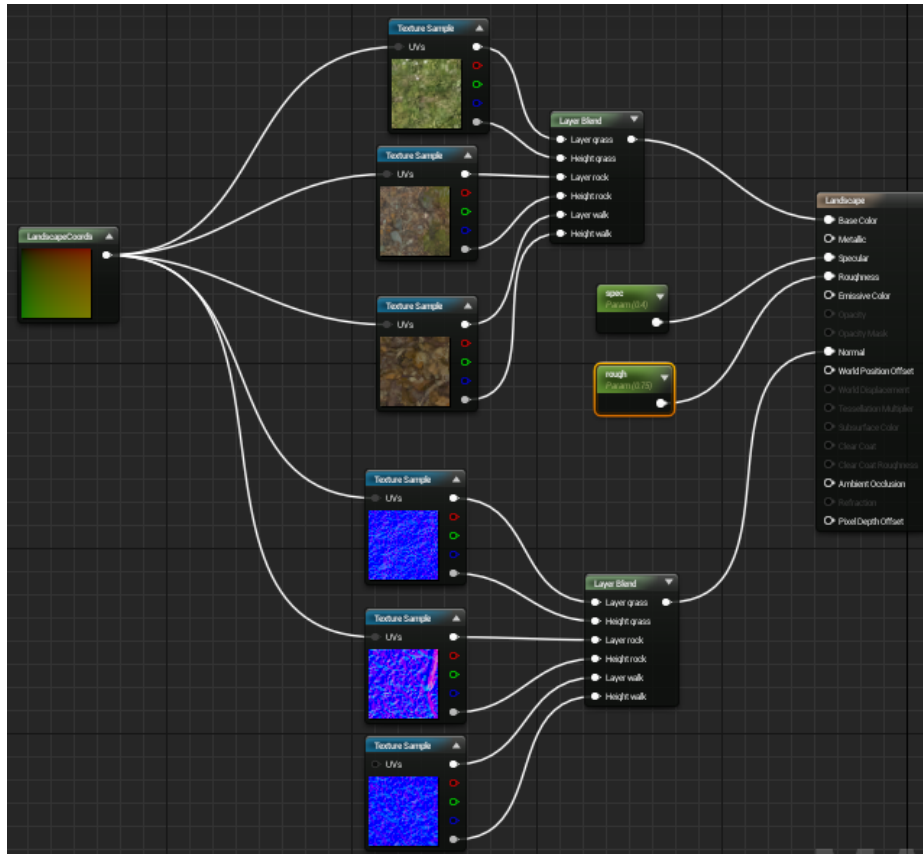 Texture Sample
UVs
Layer Blend
Layer grass
Height grass
Layer rock
Height rock
Layer walk
Height walk
Texture Sample
UVs
LandscapeCoords
Texture Sample
UVs
spec
Param (0.4)
rough
Param (0.75)
Landscape
Base Color
Metallic
Specular
Roughness
Emissive Color
Opacity
Opacity Mask
Normal
World Position Offset
World Displacement
Tessellation Multiplier
Subsurface Color
Clear Coat
Clear Coat Roughness
Ambient Occlusion
Refraction
Pixel Depth Offset
Texture Sample
UVs
Layer Blend
Layer grass
Height grass
Layer rock
Height rock
Layer walk
Height walk
Texture Sample
UVs
Texture Sample
UVs